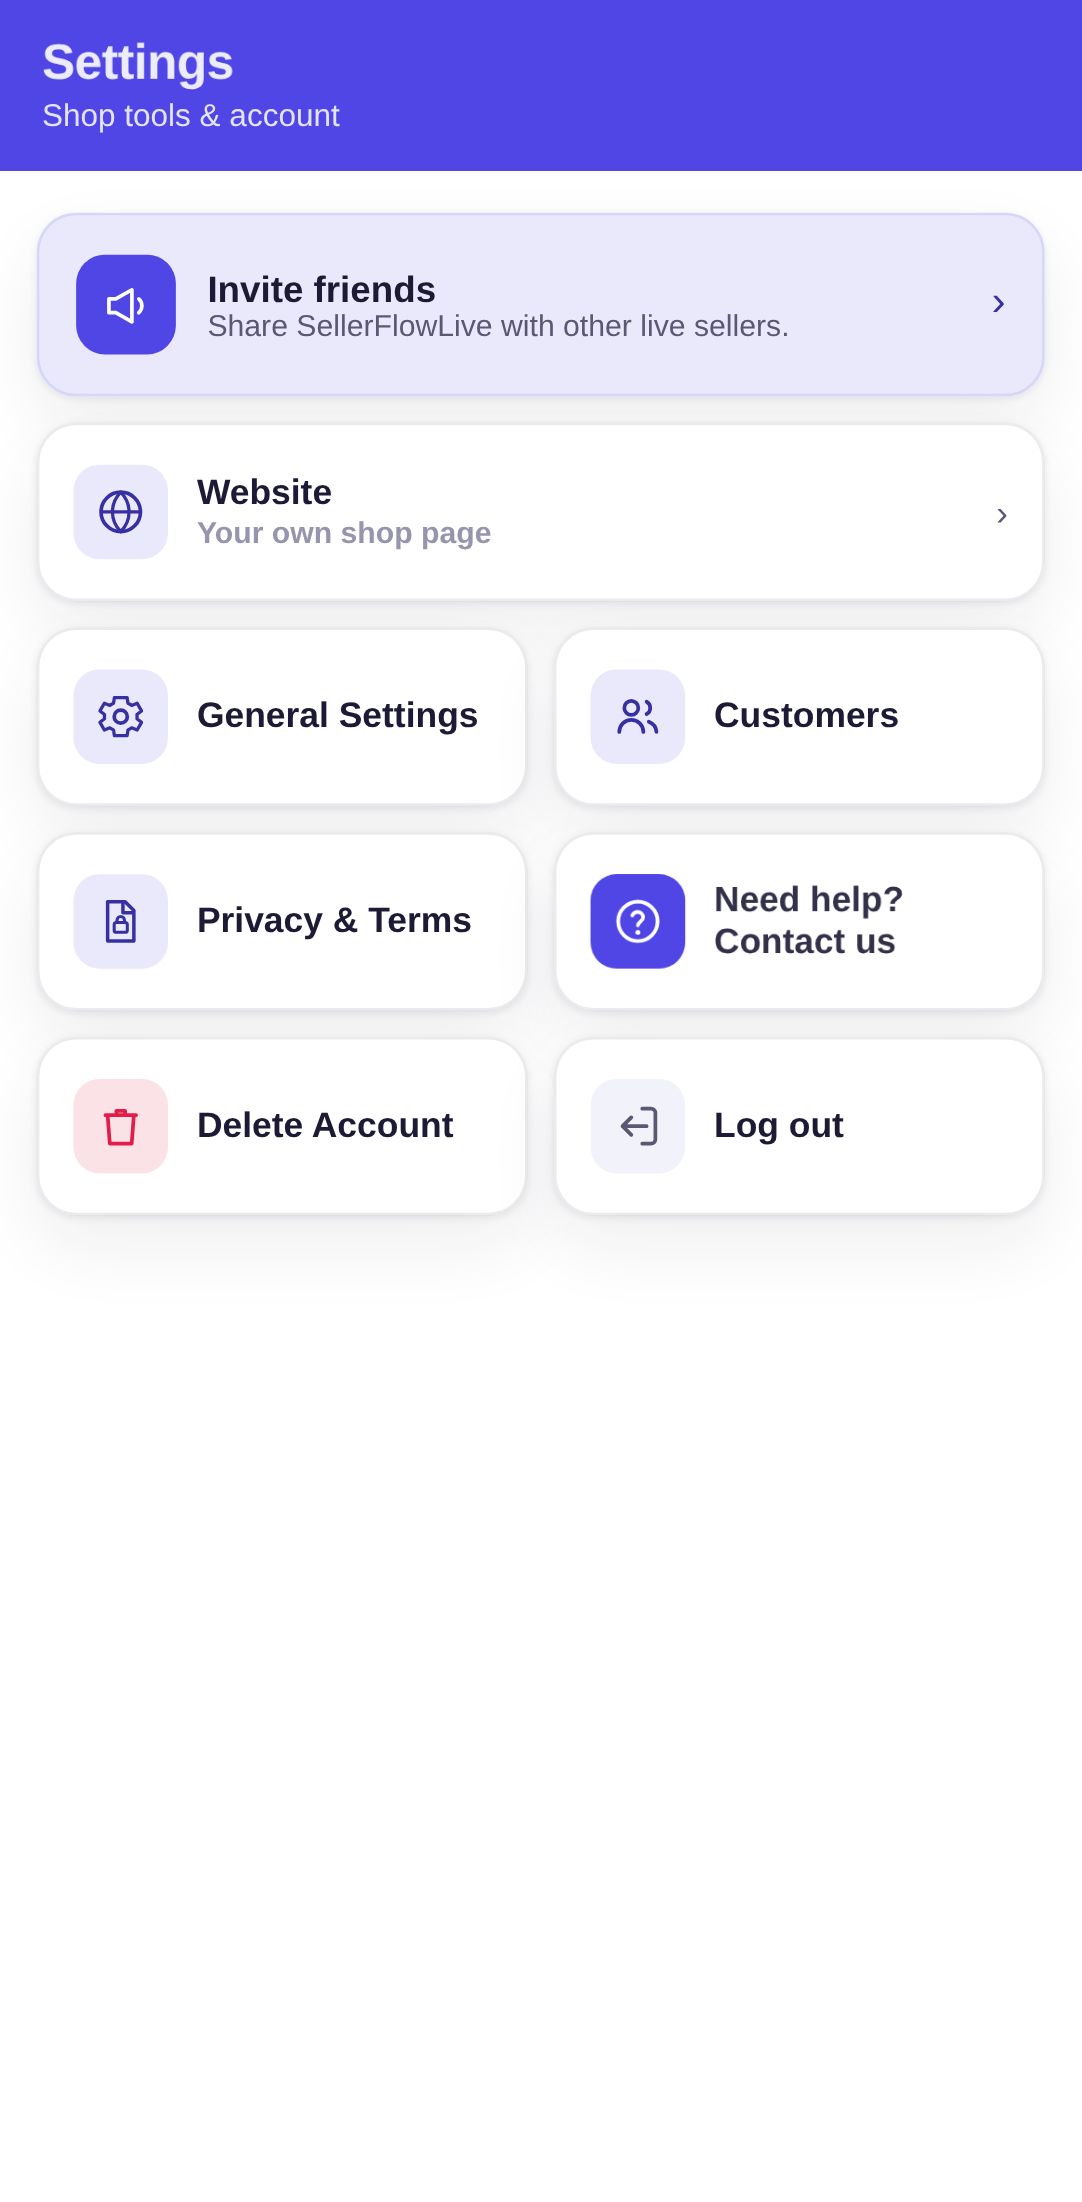 Settings
Shop tools & account
Invite friends
Share SellerFlowLive with other live sellers.
Website
Your own shop page
General Settings
Customers
Privacy & Terms
Need help?
Contact us
Delete Account
Log out